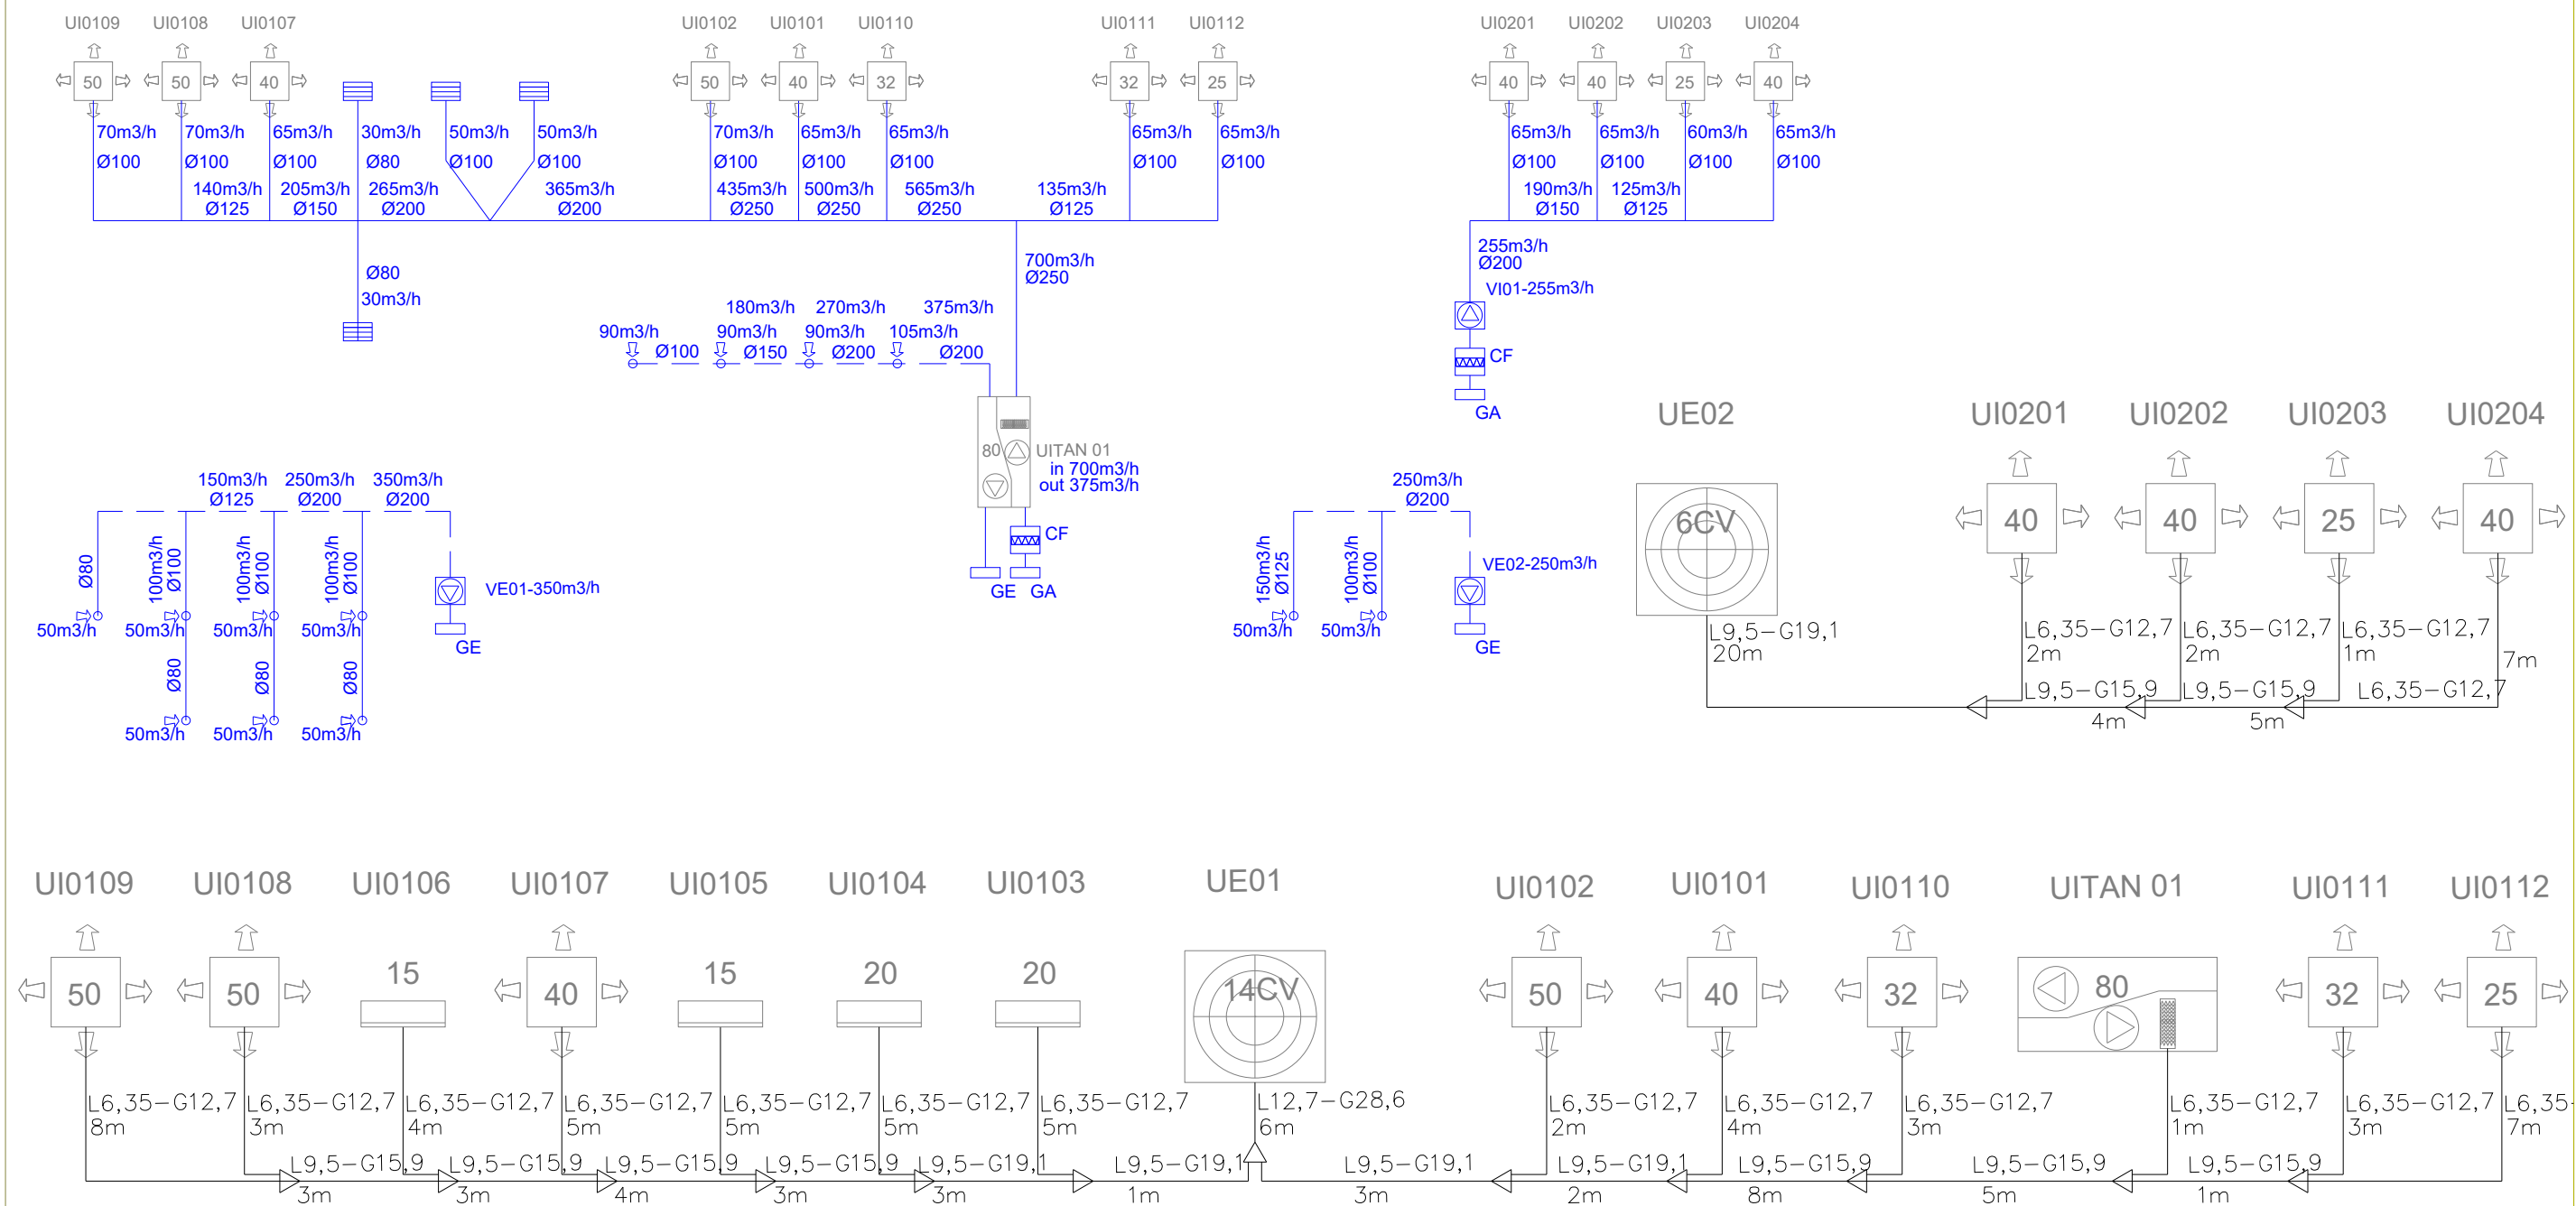 UI0109 UI0108 UI0107 UI0102 UI0101 UI0110 UI0111 UI0112 UI0201 UI0202 UI0203 UI0204
50 50 40 50 40 32 32 25 40 40 25 40
70m3/h 70m3/h 65m3/h 30m3/h 50m3/h 50m3/h 70m3/h 65m3/h 65m3/h 65m3/h 65m3/h 65m3/h 65m3/h 60m3/h 65m3/h
Ø100 Ø100 Ø100 Ø80 Ø100 Ø100 Ø100 Ø100 Ø100 Ø100 Ø100 Ø100 Ø100 Ø100 Ø100
140m3/h 205m3/h 265m3/h 365m3/h 435m3/h 500m3/h 565m3/h 135m3/h 190m3/h 125m3/h
Ø125 Ø150 Ø200 Ø200 Ø250 Ø250 Ø250 Ø125 Ø150 Ø125
Ø80
30m3/h
700m3/h
Ø250
255m3/h
Ø200
VI01-255m3/h
CF
GA
180m3/h 270m3/h 375m3/h
90m3/h 90m3/h 90m3/h 105m3/h
Ø100 Ø150 Ø200 Ø200
80
UITAN 01
in 700m3/h
out 375m3/h
CF
GE GA
150m3/h 250m3/h 350m3/h
Ø125 Ø200 Ø200
Ø80 100m3/h Ø100 100m3/h Ø100 100m3/h Ø100
VE01-350m3/h
50m3/h 50m3/h 50m3/h 50m3/h
GE
Ø80 Ø80 Ø80
50m3/h 50m3/h 50m3/h
250m3/h
Ø200
150m3/h Ø125 100m3/h Ø100
VE02-250m3/h
50m3/h 50m3/h
GE
UE02 UI0201 UI0202 UI0203 UI0204
6CV 40 40 25 40
L9,5-G19,1 L6,35-G12,7 L6,35-G12,7 L6,35-G12,7
20m 2m 2m 1m 7m
L9,5-G15,9 L9,5-G15,9 L6,35-G12,7
4m 5m
UI0109 UI0108 UI0106 UI0107 UI0105 UI0104 UI0103 UE01 UI0102 UI0101 UI0110 UITAN 01 UI0111 UI0112
50 50 15 40 15 20 20 14CV 50 40 32 80 32 25
L6,35-G12,7 L6,35-G12,7 L6,35-G12,7 L6,35-G12,7 L6,35-G12,7 L6,35-G12,7 L6,35-G12,7 L12,7-G28,6 L6,35-G12,7 L6,35-G12,7 L6,35-G12,7 L6,35-G12,7 L6,35-G12,7 L6,35-
8m 3m 4m 5m 5m 5m 5m 6m 2m 4m 3m 1m 3m 7m
L9,5-G15,9 L9,5-G15,9 L9,5-G15,9 L9,5-G15,9 L9,5-G19,1 L9,5-G19,1 L9,5-G19,1 L9,5-G19,1 L9,5-G15,9 L9,5-G15,9 L9,5-G15,9
3m 3m 4m 3m 3m 1m 3m 2m 8m 5m 1m